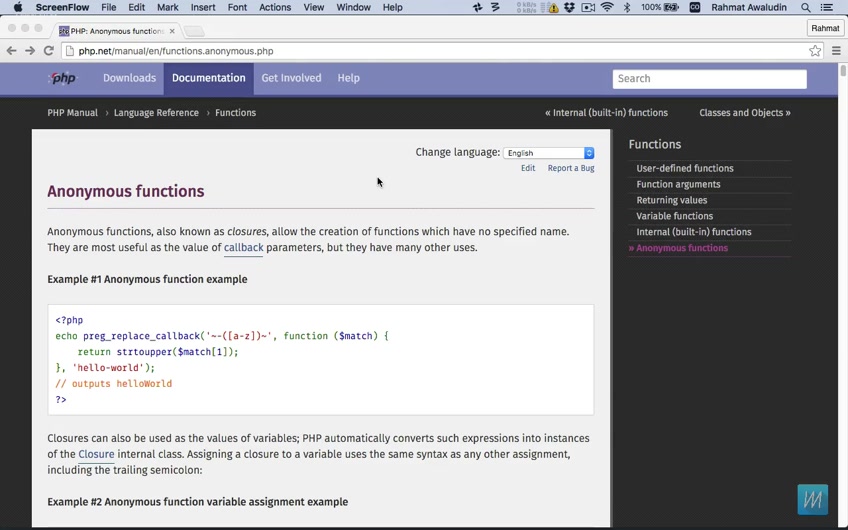 ScreenFlow File Edit Mark Insert Font Actions View Window Help 0 kB/s 0 kB/s 100% Rahmat Awaludin
PHP: Anonymous functions Rahmat
php.net/manual/en/functions.anonymous.php
php Downloads Documentation Get Involved Help Search
PHP Manual › Language Reference › Functions « Internal (built-in) functions Classes and Objects »
Change language: English
Edit Report a Bug
Anonymous functions
Anonymous functions, also known as closures, allow the creation of functions which have no specified name.
They are most useful as the value of callback parameters, but they have many other uses.
Example #1 Anonymous function example
<?php
echo preg_replace_callback('~-([a-z])~', function ($match) {
return strtoupper($match[1]);
}, 'hello-world');
// outputs helloWorld
?>
Closures can also be used as the values of variables; PHP automatically converts such expressions into instances
of the Closure internal class. Assigning a closure to a variable uses the same syntax as any other assignment,
including the trailing semicolon:
Example #2 Anonymous function variable assignment example
Functions
User-defined functions
Function arguments
Returning values
Variable functions
Internal (built-in) functions
» Anonymous functions